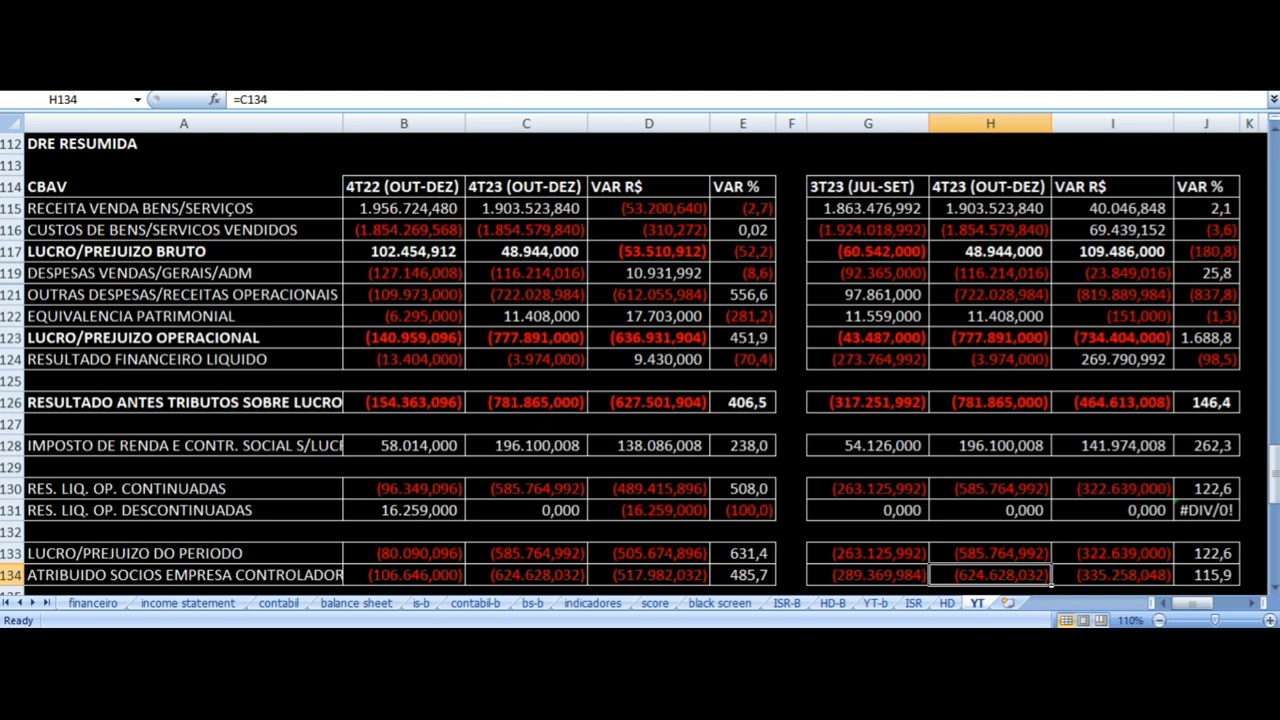 H134 fx =C134
A B C D E F G H I J K
112 DRE RESUMIDA
113
114 CBAV 4T22 (OUT-DEZ) 4T23 (OUT-DEZ) VAR R$ VAR % 3T23 (JUL-SET) 4T23 (OUT-DEZ) VAR R$ VAR %
115 RECEITA VENDA BENS/SERVIÇOS 1.956.724,480 1.903.523,840 (53.200,640) (2,7) 1.863.476,992 1.903.523,840 40.046,848 2,1
116 CUSTOS DE BENS/SERVICOS VENDIDOS (1.854.269,568) (1.854.579,840) (310,272) 0,02 (1.924.018,992) (1.854.579,840) 69.439,152 (3,6)
117 LUCRO/PREJUIZO BRUTO 102.454,912 48.944,000 (53.510,912) (52,2) (60.542,000) 48.944,000 109.486,000 (180,8)
119 DESPESAS VENDAS/GERAIS/ADM (127.146,008) (116.214,016) 10.931,992 (8,6) (92.365,000) (116.214,016) (23.849,016) 25,8
121 OUTRAS DESPESAS/RECEITAS OPERACIONAIS (109.973,000) (722.028,984) (612.055,984) 556,6 97.861,000 (722.028,984) (819.889,984) (837,8)
122 EQUIVALENCIA PATRIMONIAL (6.295,000) 11.408,000 17.703,000 (281,2) 11.559,000 11.408,000 (151,000) (1,3)
123 LUCRO/PREJUIZO OPERACIONAL (140.959,096) (777.891,000) (636.931,904) 451,9 (43.487,000) (777.891,000) (734.404,000) 1.688,8
124 RESULTADO FINANCEIRO LIQUIDO (13.404,000) (3.974,000) 9.430,000 (70,4) (273.764,992) (3.974,000) 269.790,992 (98,5)
125
126 RESULTADO ANTES TRIBUTOS SOBRE LUCRO (154.363,096) (781.865,000) (627.501,904) 406,5 (317.251,992) (781.865,000) (464.613,008) 146,4
127
128 IMPOSTO DE RENDA E CONTR. SOCIAL S/LUCR 58.014,000 196.100,008 138.086,008 238,0 54.126,000 196.100,008 141.974,008 262,3
129
130 RES. LIQ. OP. CONTINUADAS (96.349,096) (585.764,992) (489.415,896) 508,0 (263.125,992) (585.764,992) (322.639,000) 122,6
131 RES. LIQ. OP. DESCONTINUADAS 16.259,000 0,000 (16.259,000) (100,0) 0,000 0,000 0,000 #DIV/0!
132
133 LUCRO/PREJUIZO DO PERIODO (80.090,096) (585.764,992) (505.674,896) 631,4 (263.125,992) (585.764,992) (322.639,000) 122,6
134 ATRIBUIDO SOCIOS EMPRESA CONTROLADOR (106.646,000) (624.628,032) (517.982,032) 485,7 (289.369,984) (624.628,032) (335.258,048) 115,9
financeiro income statement contabil balance sheet is-b contabil-b bs-b indicadores score black screen ISR-B HD-B YT-b ISR HD YT
Ready 110%